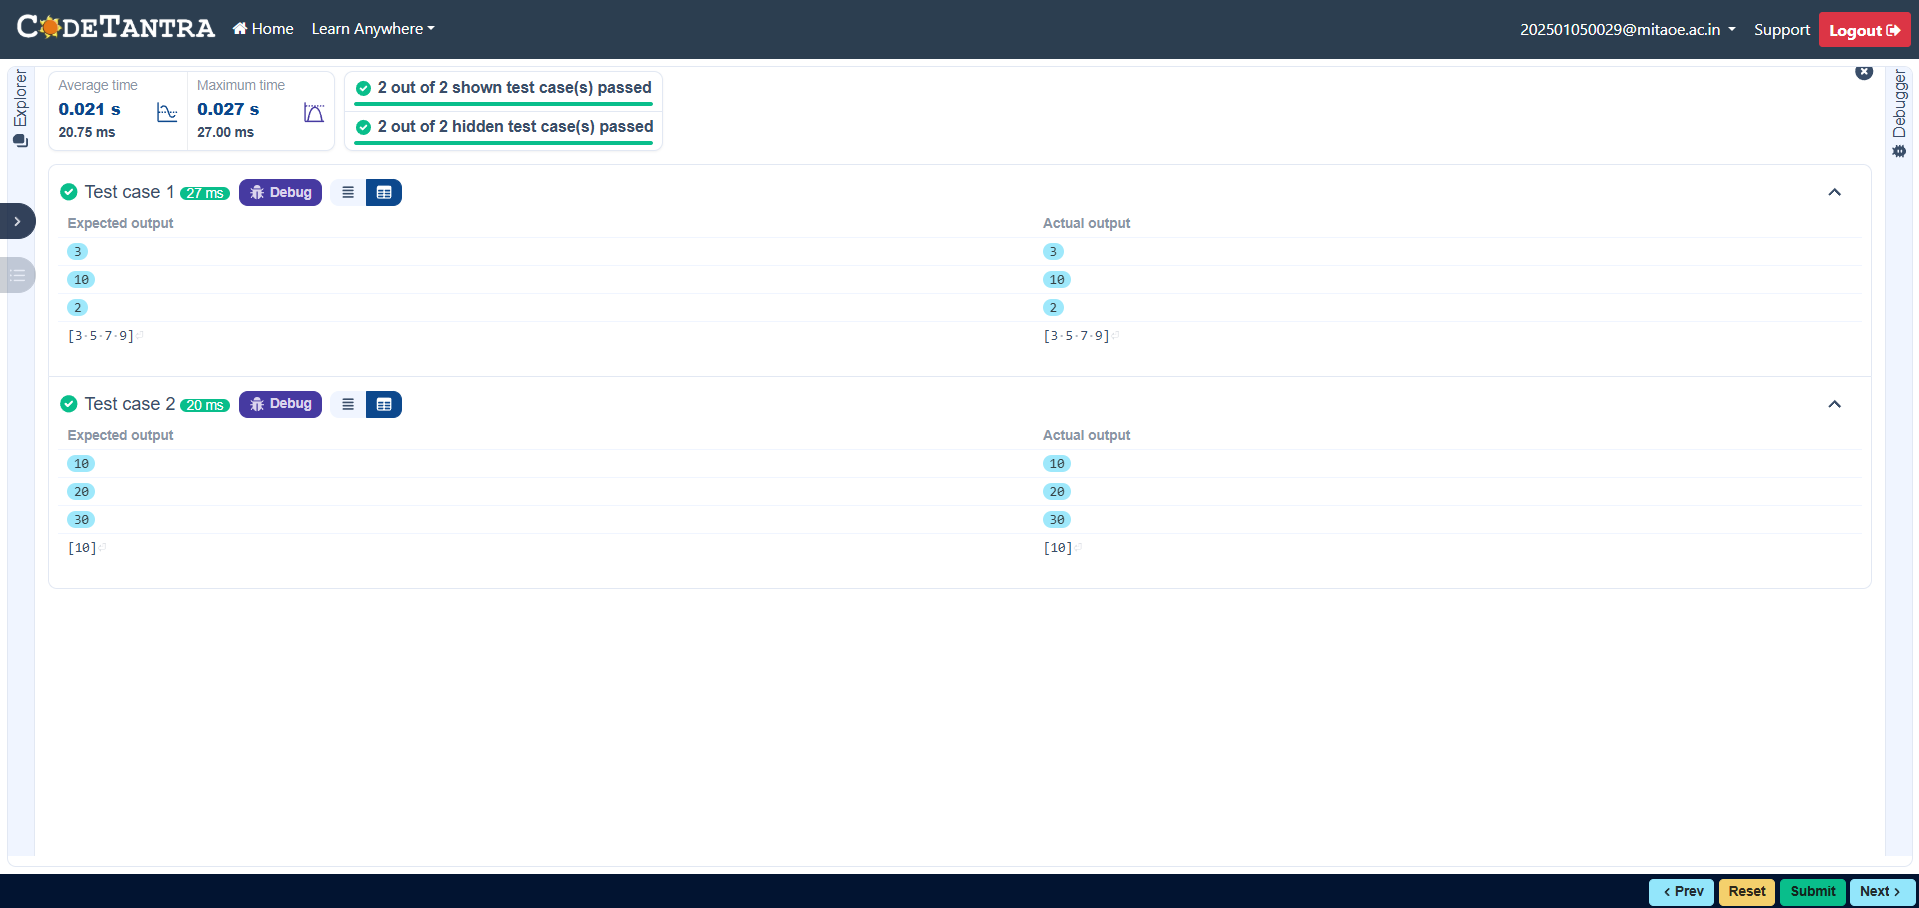 CODETANTRA Home Learn Anywhere 202501050029@mitaoe.ac.in Support Logout
Explorer
Debugger
Average time
0.021 s
20.75 ms
Maximum time
0.027 s
27.00 ms
2 out of 2 shown test case(s) passed
2 out of 2 hidden test case(s) passed
Test case 1 27 ms Debug
Expected output Actual output
3 3
10 10
2 2
[3·5·7·9] [3·5·7·9]
Test case 2 20 ms Debug
Expected output Actual output
10 10
20 20
30 30
[10] [10]
Prev Reset Submit Next